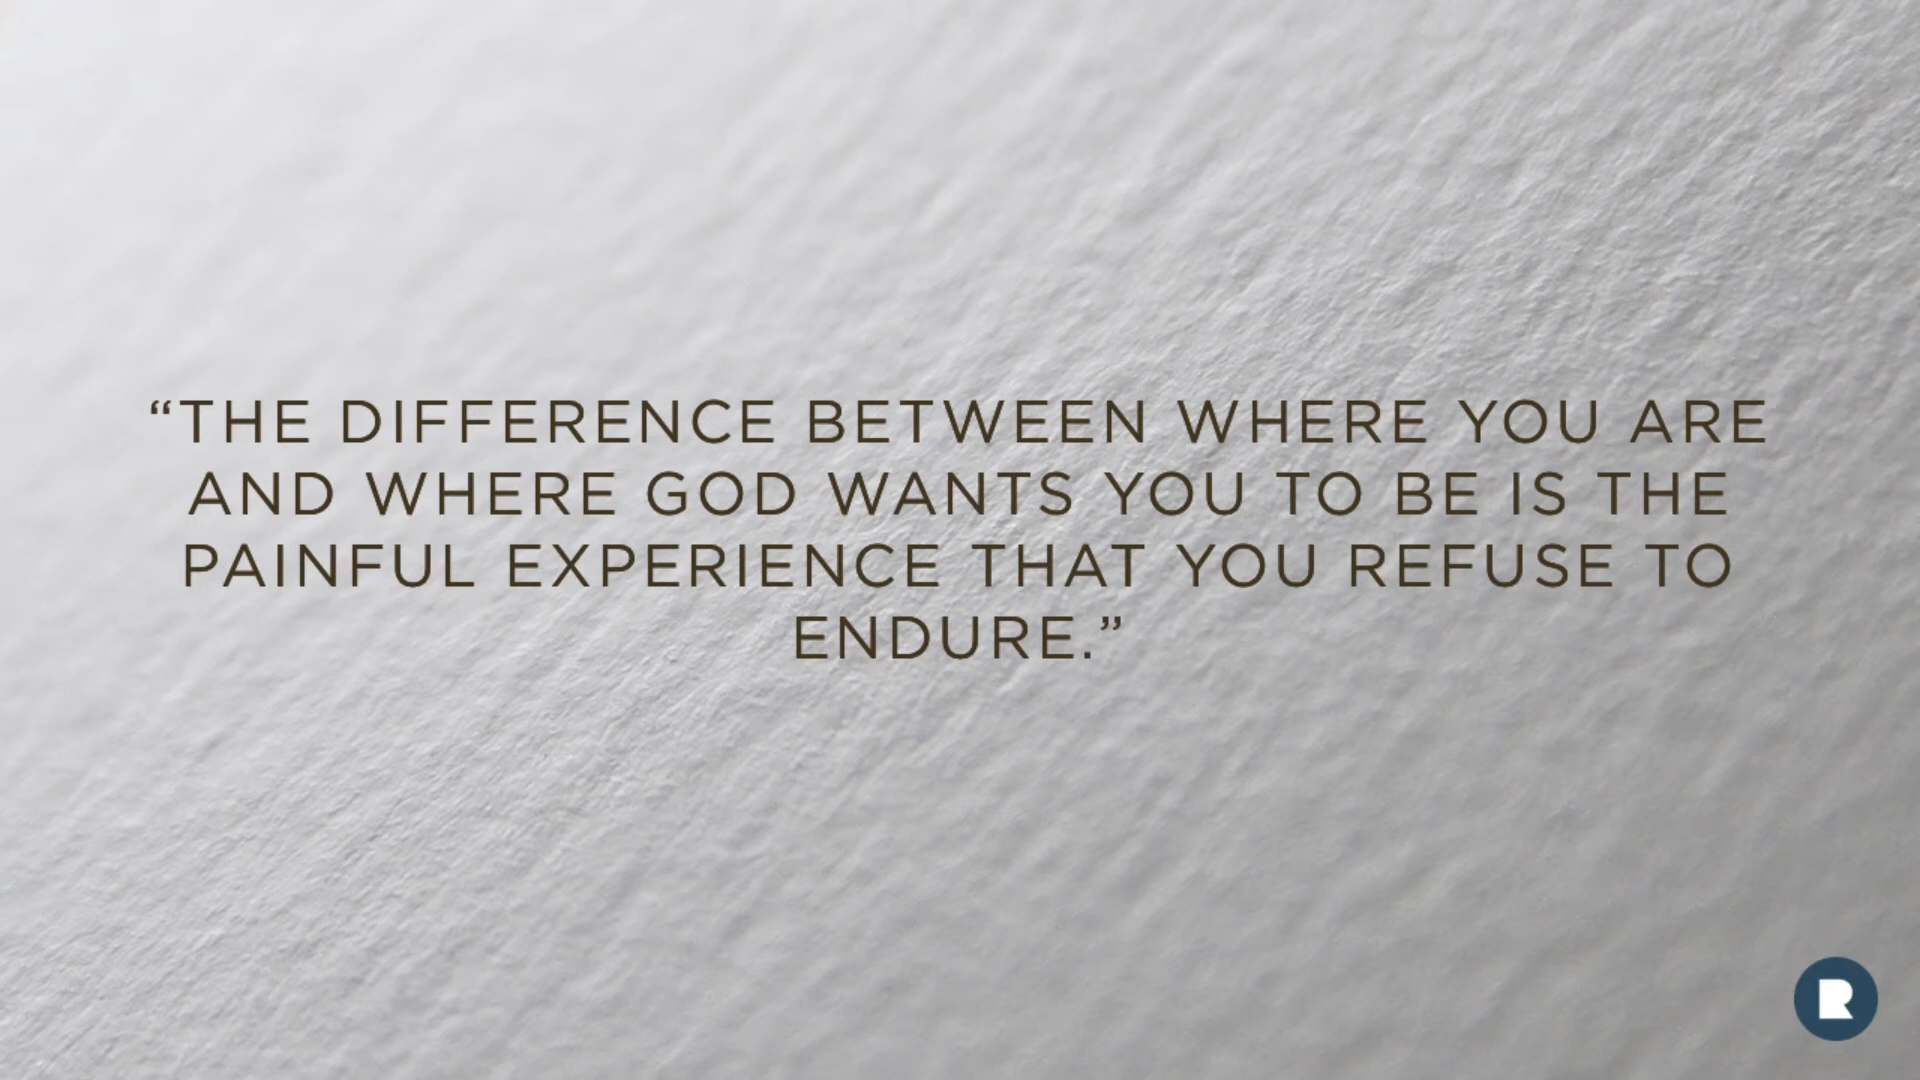 “THE DIFFERENCE BETWEEN WHERE YOU ARE
AND WHERE GOD WANTS YOU TO BE IS THE
PAINFUL EXPERIENCE THAT YOU REFUSE TO
ENDURE.”
R